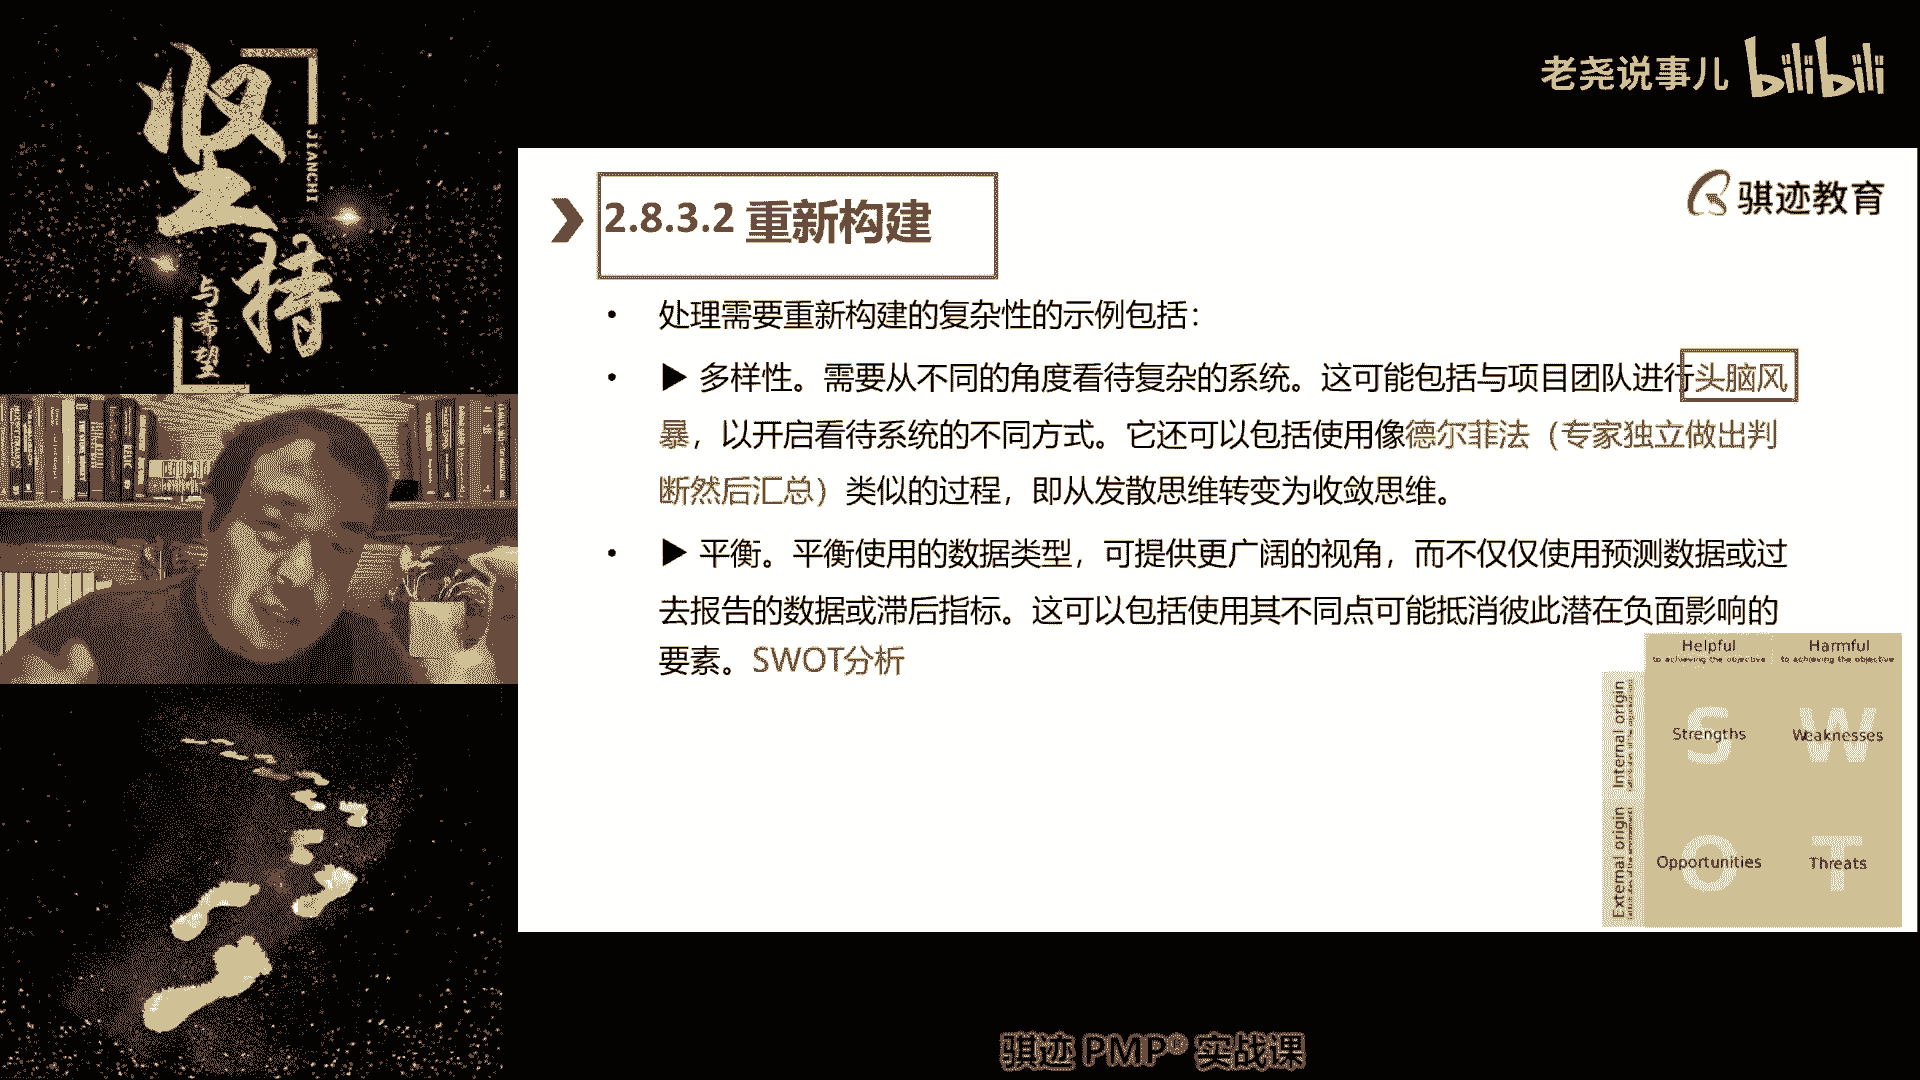 坚持
JIANCHI
与希望
老尧说事儿 bilibili
骐迹教育
2.8.3.2 重新构建
• 处理需要重新构建的复杂性的示例包括：
• ▶ 多样性。需要从不同的角度看待复杂的系统。这可能包括与项目团队进行头脑风
暴，以开启看待系统的不同方式。它还可以包括使用像德尔菲法（专家独立做出判
断然后汇总）类似的过程，即从发散思维转变为收敛思维。
• ▶ 平衡。平衡使用的数据类型，可提供更广阔的视角，而不仅仅使用预测数据或过
去报告的数据或滞后指标。这可以包括使用其不同点可能抵消彼此潜在负面影响的
要素。SWOT分析
Helpful
to achieving the objective
Harmful
to achieving the objective
Internal origin
S
Strengths
W
Weaknesses
External origin
O
Opportunities
T
Threats
骐迹 PMP® 实战课